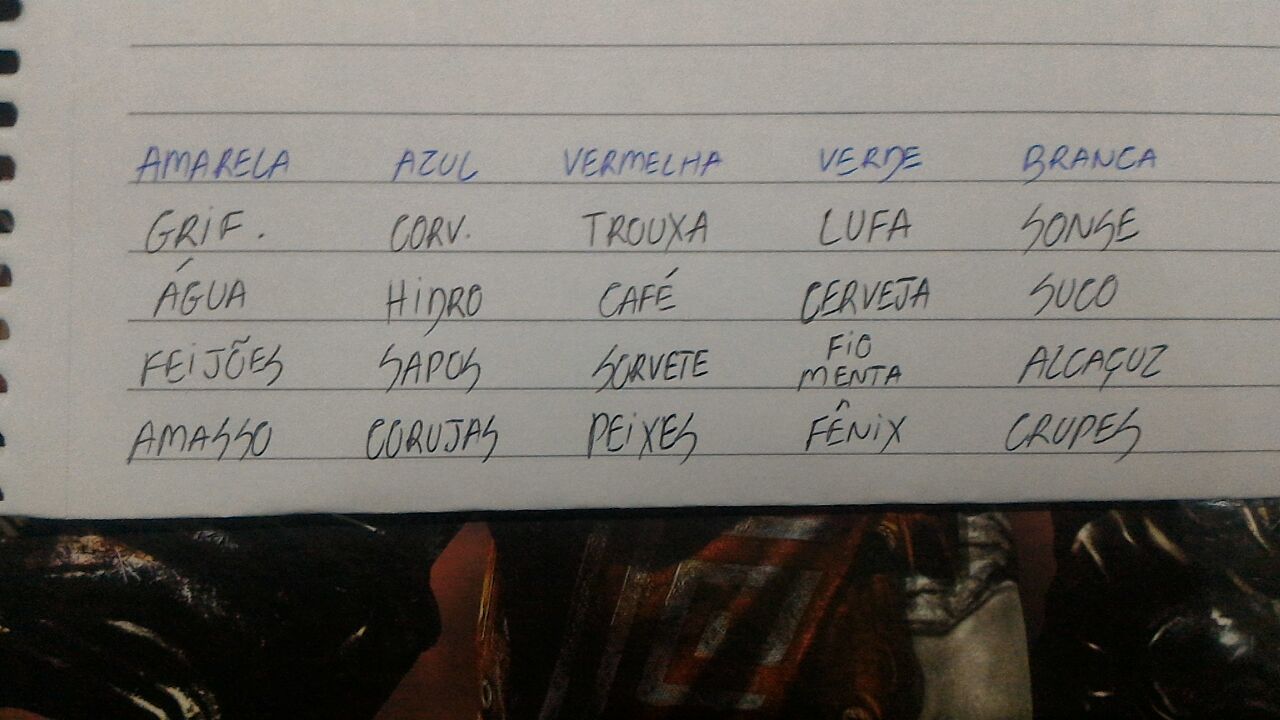 AMARELA AZUL VERMELHA VERDE BRANCA
GRIF. CORV. TROUXA LUFA SONSE
ÁGUA HIDRO CAFÉ CERVEJA SUCO
FEIJÕES SAPOS SORVETE FIO MENTA ALCAÇUZ
AMASSO CORUJAS PEIXES FÊNIX CRUPES